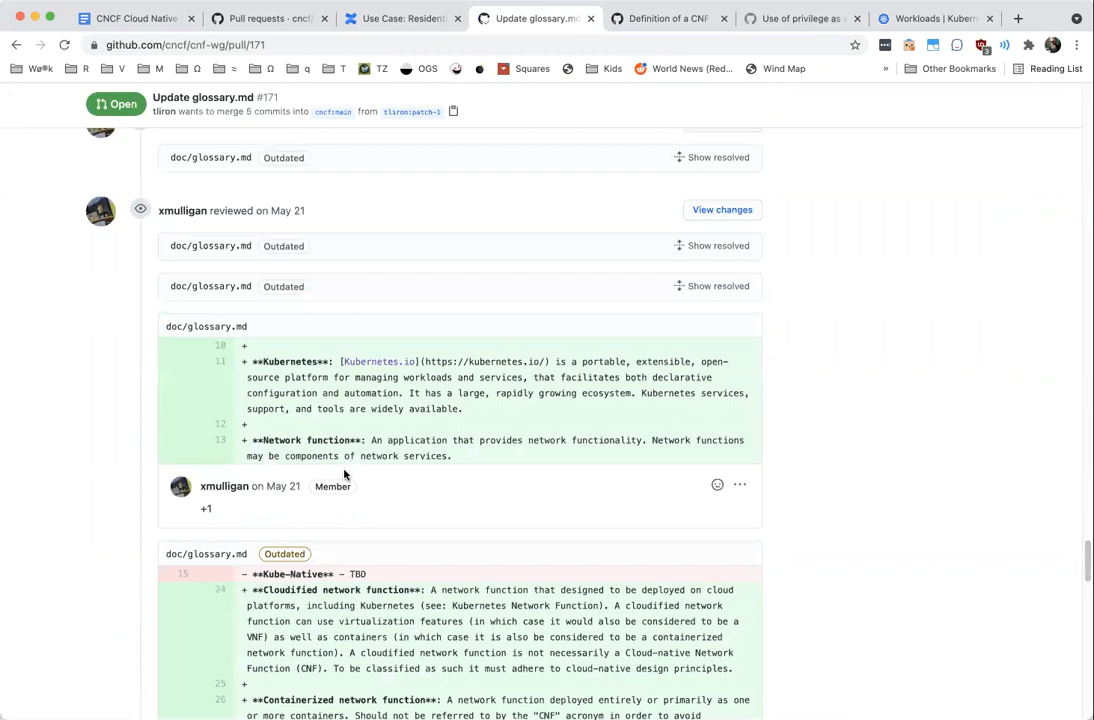 CNCF Cloud Native
Pull requests · cncf/
Use Case: Resident
Update glossary.md
Definition of a CNF
Use of privilege as
Workloads | Kubern
github.com/cncf/cnf-wg/pull/171
3
Wø®k
R
V
M
Ω
≈
Ω
q
T
TZ
OGS
Squares
Kids
World News (Red...
Wind Map
»
Other Bookmarks
Reading List
Open
Update glossary.md #171
tliron wants to merge 5 commits into cncf:main from tliron:patch-1
doc/glossary.md Outdated Show resolved
xmulligan reviewed on May 21 View changes
doc/glossary.md Outdated Show resolved
doc/glossary.md Outdated Show resolved
doc/glossary.md
10 +
11 + **Kubernetes**: [Kubernetes.io](https://kubernetes.io/) is a portable, extensible, open-
source platform for managing workloads and services, that facilitates both declarative
configuration and automation. It has a large, rapidly growing ecosystem. Kubernetes services,
support, and tools are widely available.
12 +
13 + **Network function**: An application that provides network functionality. Network functions
may be components of network services.
xmulligan on May 21 Member
+1
doc/glossary.md Outdated
15 - **Kube-Native** – TBD
24 + **Cloudified network function**: A network function that designed to be deployed on cloud
platforms, including Kubernetes (see: Kubernetes Network Function). A cloudified network
function can use virtualization features (in which case it would also be considered to be a
VNF) as well as containers (in which case it is also be considered to be a containerized
network function). A cloudified network function is not necessarily a Cloud-native Network
Function (CNF). To be classified as such it must adhere to cloud-native design principles.
25 +
26 + **Containerized network function**: A network function deployed entirely or primarily as one
or more containers. Should not be referred to by the "CNF" acronym in order to avoid